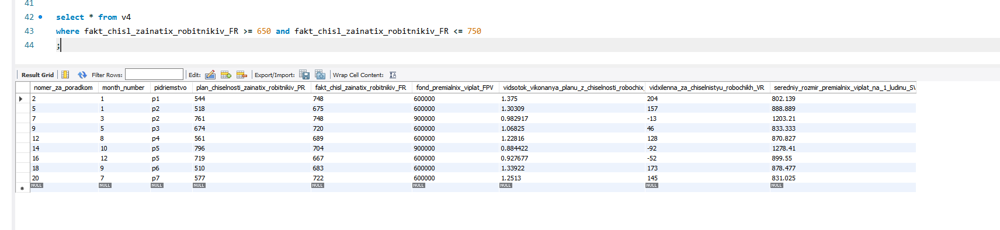 41
42 select * from v4
43 where fakt_chisl_zainatix_robitnikiv_FR >= 650 and fakt_chisl_zainatix_robitnikiv_FR <= 750
44 ;
Result Grid Filter Rows: Edit: Export/Import: Wrap Cell Content:
nomer_za_poradkom month_number pidriemstvo plan_chiselnosti_zainatix_robitnikiv_PR fakt_chisl_zainatix_robitnikiv_FR fond_premialnix_viplat_FPV vidsotok_vikonanya_planu_z_chiselnosti_robochix_ vidxilenna_za_chiselnistyu_robochikh_VR seredniy_rozmir_premialnix_viplat_na_1_ludinu_SV
2 1 p1 544 748 600000 1.375 204 802.139
5 1 p2 518 675 600000 1.30309 157 888.889
7 3 p2 761 748 900000 0.982917 -13 1203.21
9 5 p3 674 720 600000 1.06825 46 833.333
12 8 p4 561 689 600000 1.22816 128 870.827
14 10 p5 796 704 900000 0.884422 -92 1278.41
16 12 p5 719 667 600000 0.927677 -52 899.55
18 9 p6 510 683 600000 1.33922 173 878.477
20 7 p7 577 722 600000 1.2513 145 831.025
NULL NULL NULL NULL NULL NULL NULL NULL NULL